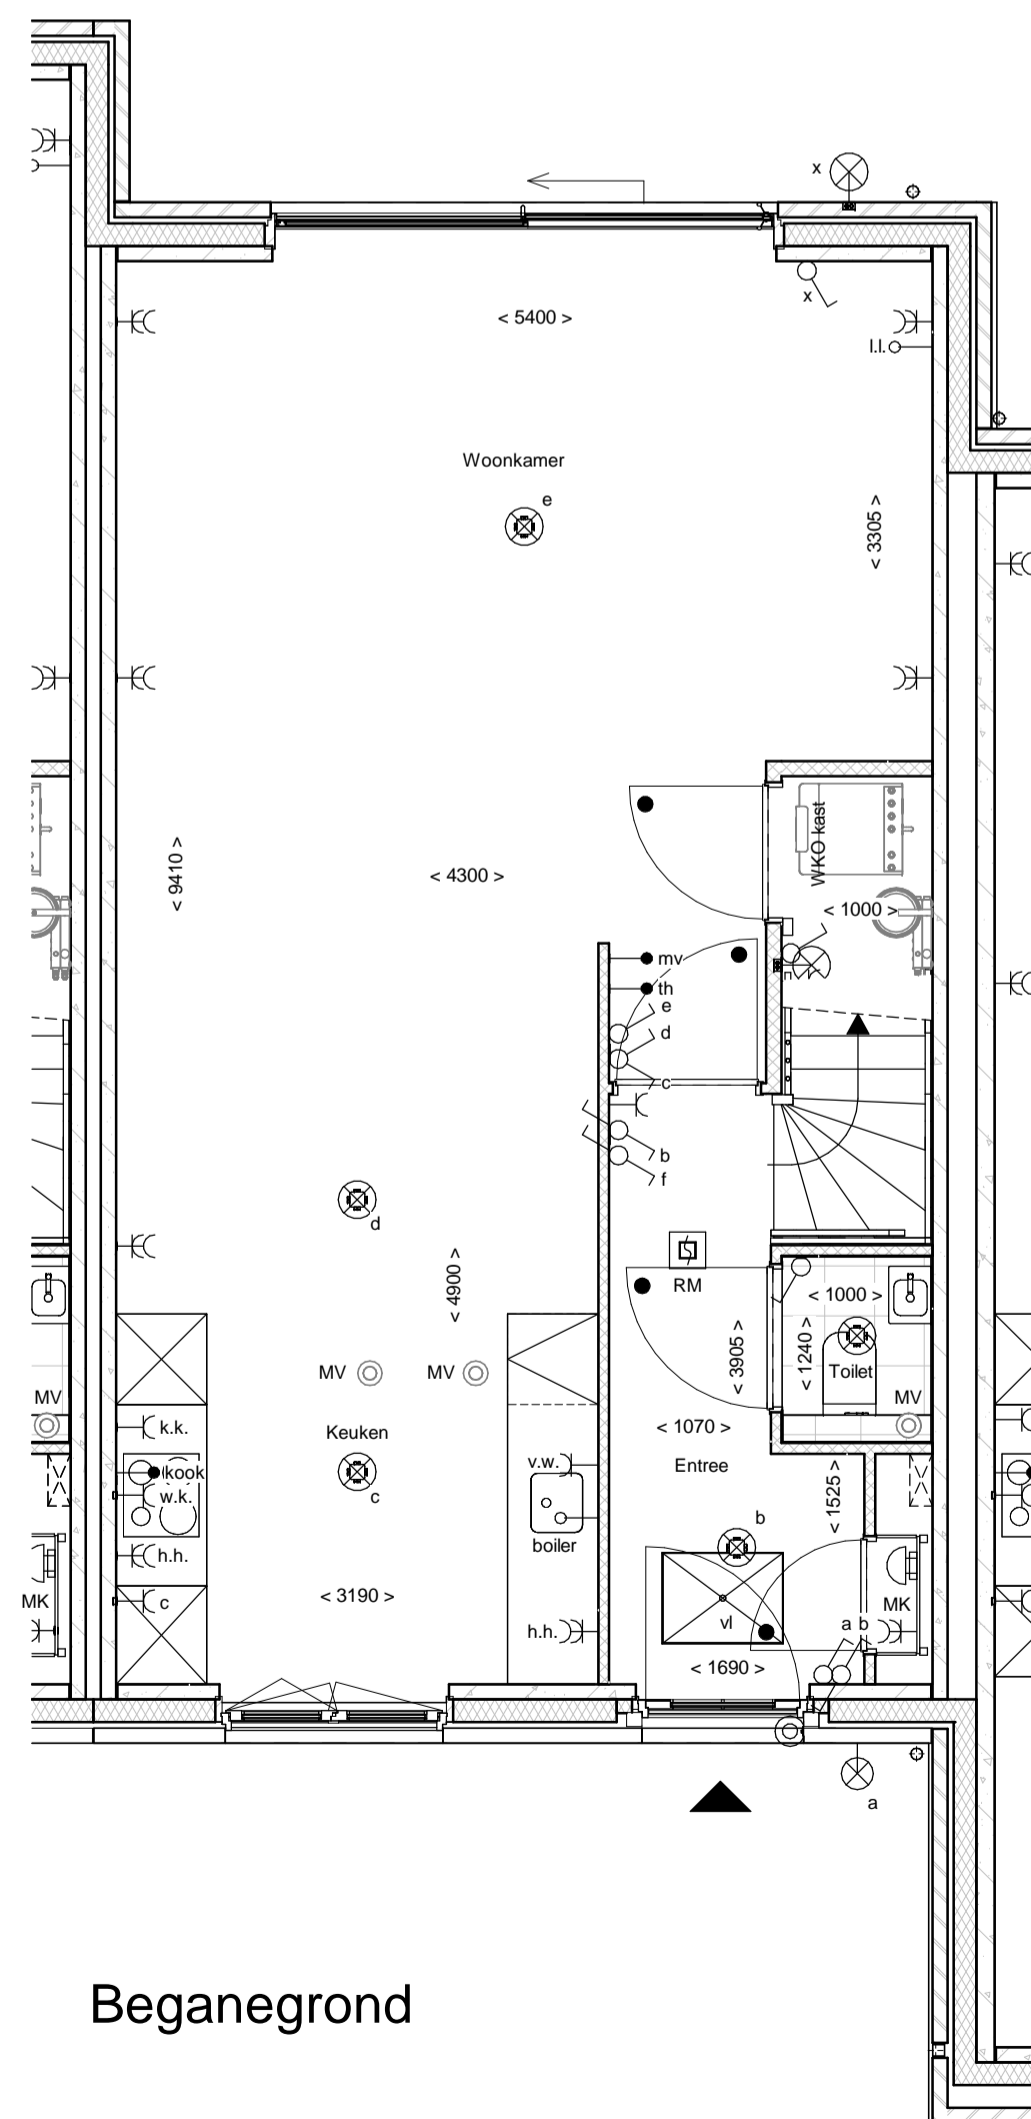 x
x
< 5400 >
l.l.
Woonkamer
e
< 3305 >
WKO kast
< 9410 >
< 4300 >
< 1000 >
mv
th
e
d
c
b
f
d
< 4900 >
RM
< 1000 >
< 3905 >
< 1240 >
MV
MV
Toilet
MV
MV
k.k.
Keuken
< 1070 >
kook
v.w.
Entree
w.k.
c
< 1525 >
b
boiler
h.h.
MK
< 3190 >
c
h.h.
vl
a b
MK
< 1690 >
a
Beganegrond